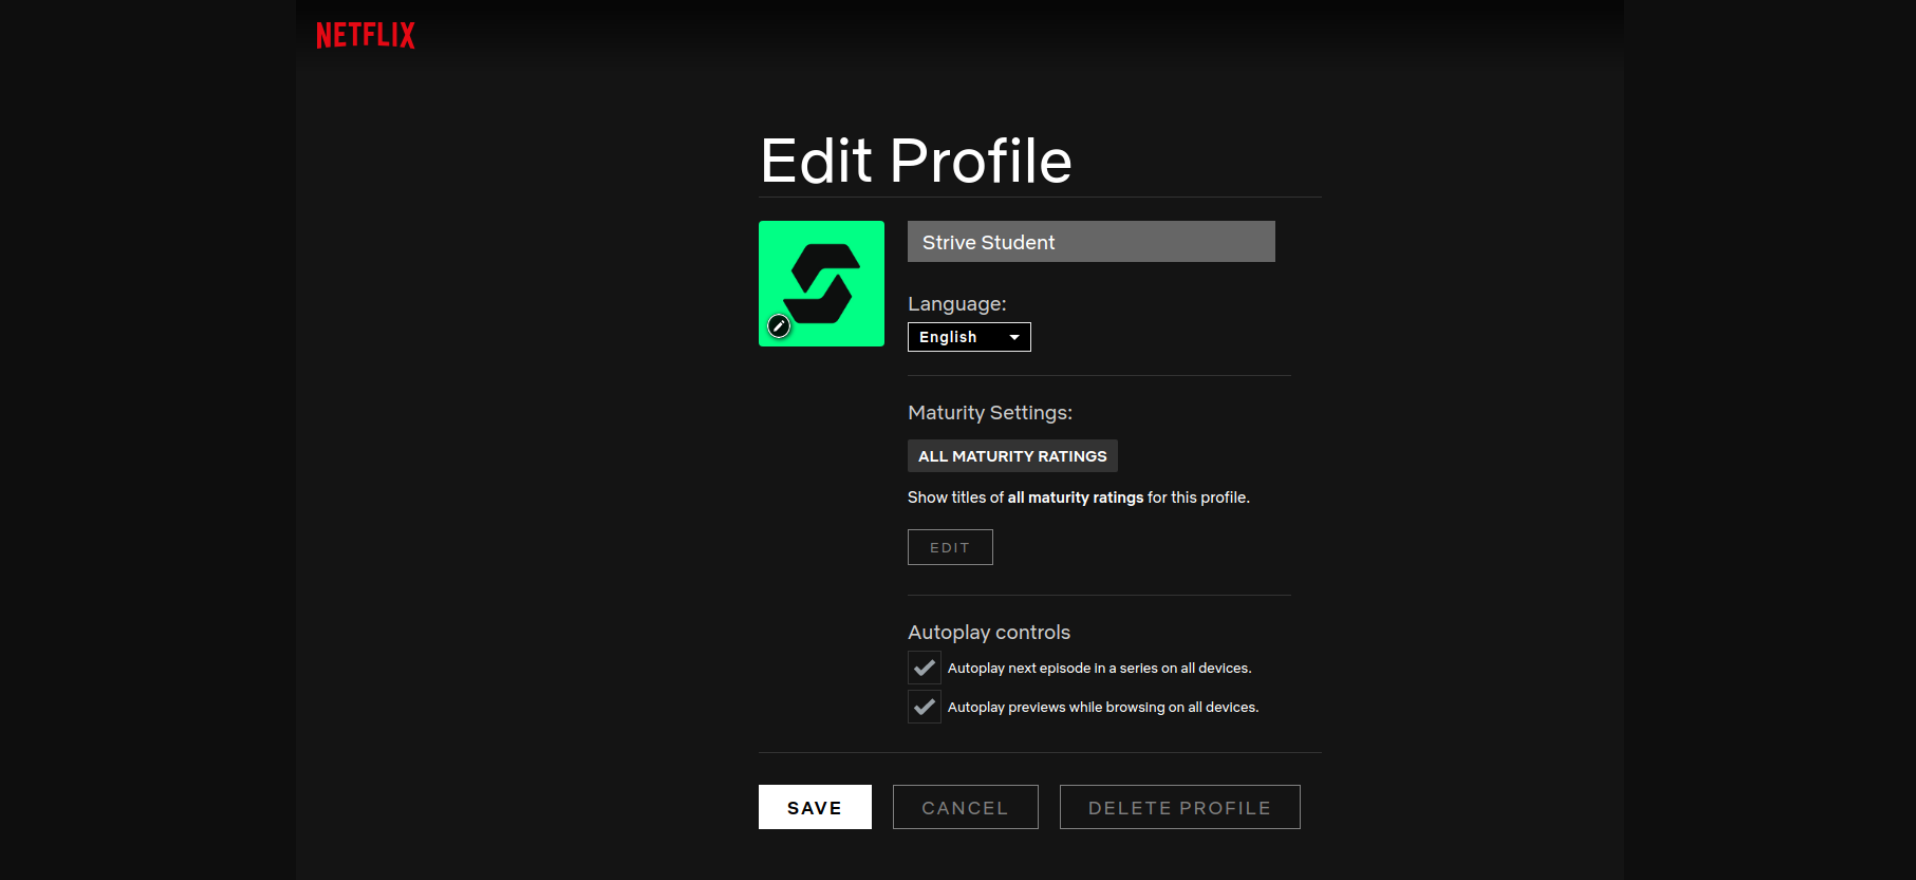 NETFLIX
Edit Profile
Strive Student
Language:
English
Maturity Settings:
ALL MATURITY RATINGS
Show titles of all maturity ratings for this profile.
EDIT
Autoplay controls
Autoplay next episode in a series on all devices.
Autoplay previews while browsing on all devices.
SAVE CANCEL DELETE PROFILE